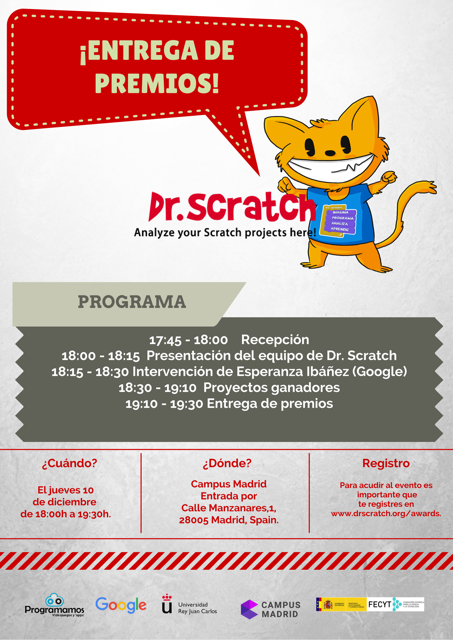 ¡ENTREGA DE
PREMIOS!
Dr.Scratch
Analyze your Scratch projects here!
PROGRAMA
17:45 - 18:00 Recepción
18:00 - 18:15 Presentación del equipo de Dr. Scratch
18:15 - 18:30 Intervención de Esperanza Ibáñez (Google)
18:30 - 19:10 Proyectos ganadores
19:10 - 19:30 Entrega de premios
¿Cuándo?
El jueves 10
de diciembre
de 18:00h a 19:30h.
¿Dónde?
Campus Madrid
Entrada por
Calle Manzanares,1,
28005 Madrid, Spain.
Registro
Para acudir al evento es
importante que
te registres en
www.drscratch.org/awards.
Programamos
Google
Universidad
Rey Juan Carlos
CAMPUS
MADRID
FECYT